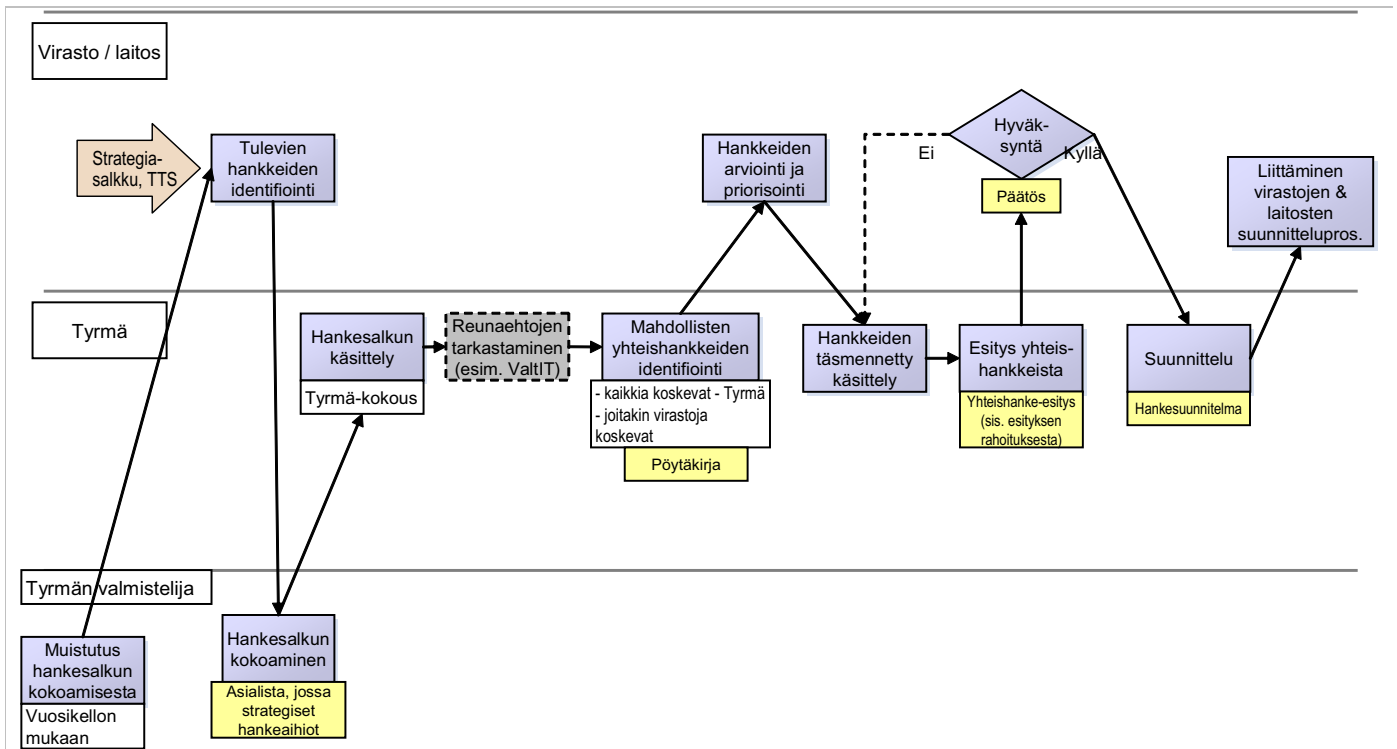 Virasto / laitos
Strategia-
salkku, TTS
Tulevien
hankkeiden
identifiointi
Hankkeiden
arviointi ja
priorisointi
Hyväk-
syntä
Ei
Kyllä
Päätös
Liittäminen
virastojen &
laitosten
suunnittelupros.
Tyrmä
Hankesalkun
käsittely
Tyrmä-kokous
Reunaehtojen
tarkastaminen
(esim. ValtIT)
Mahdollisten
yhteishankkeiden
identifiointi
- kaikkia koskevat - Tyrmä
- joitakin virastoja
koskevat
Pöytäkirja
Hankkeiden
täsmennetty
käsittely
Esitys yhteis-
hankkeista
Yhteishanke-esitys
(sis. esityksen
rahoituksesta)
Suunnittelu
Hankesuunnitelma
Tyrmän valmistelija
Muistutus
hankesalkun
kokoamisesta
Vuosikellon
mukaan
Hankesalkun
kokoaminen
Asialista, jossa
strategiset
hankeaihiot